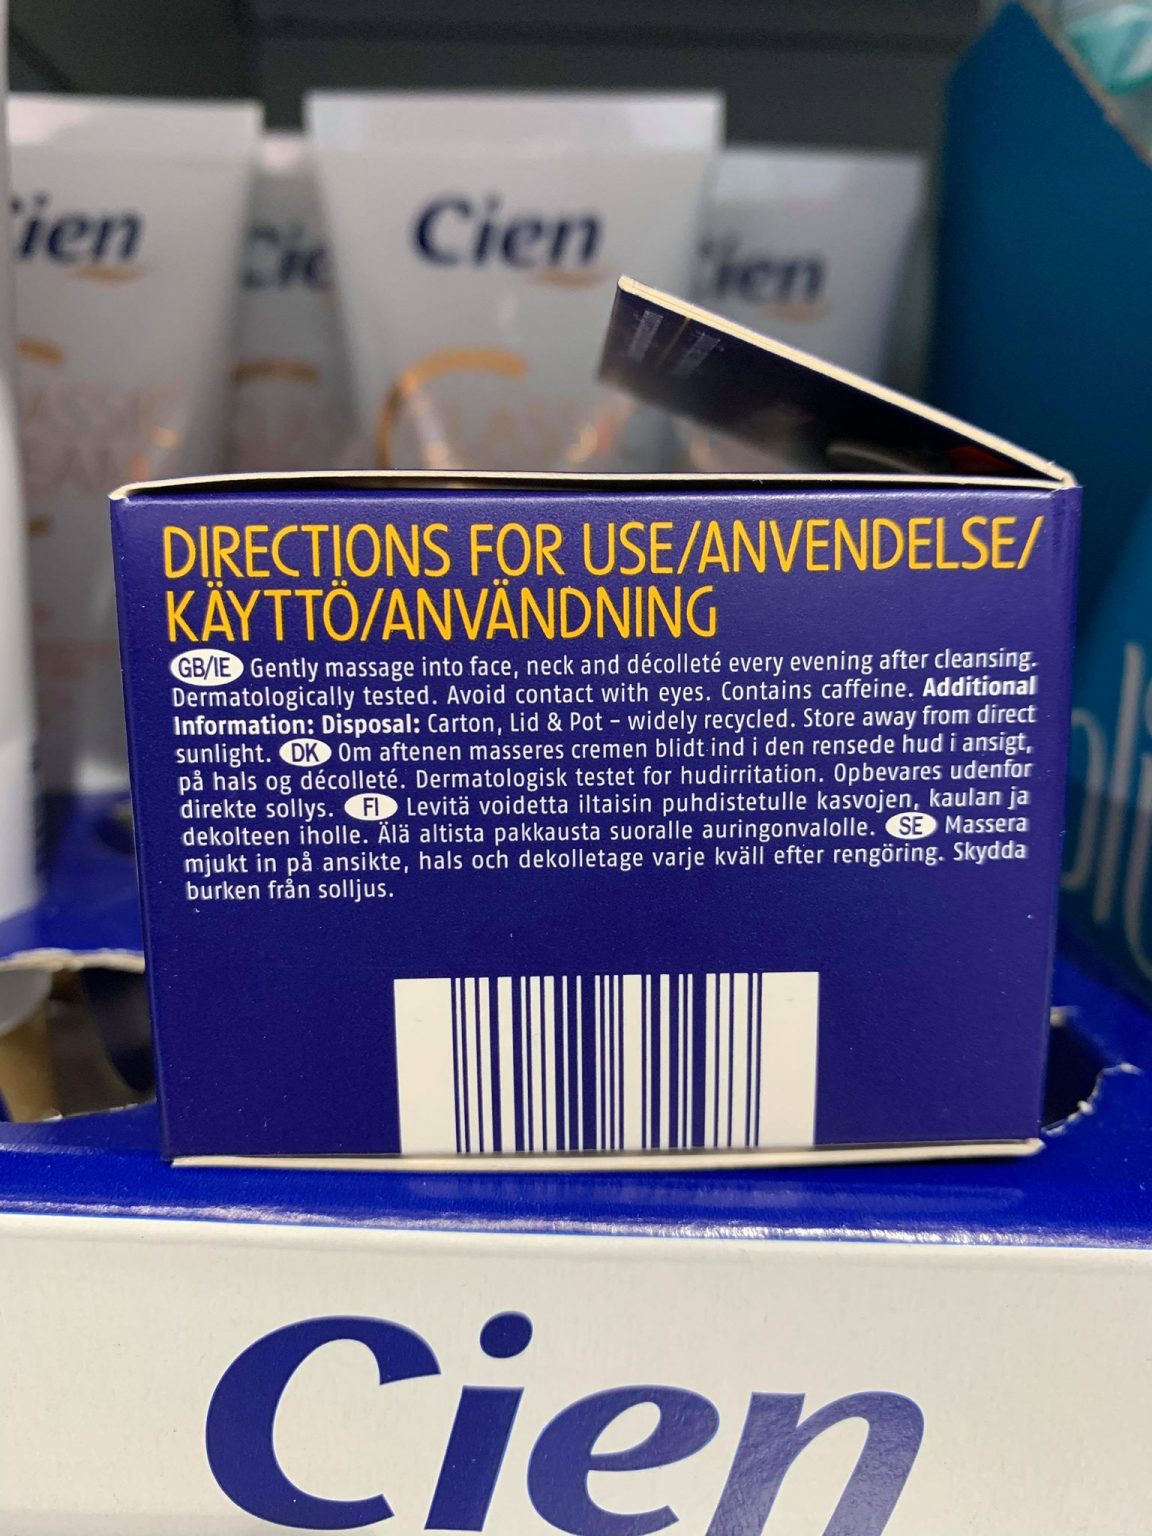 Cien
Cien
DIRECTIONS FOR USE/ANVENDELSE/
KÄYTTÖ/ANVÄNDNING
GB/IE Gently massage into face, neck and décolleté every evening after cleansing.
Dermatologically tested. Avoid contact with eyes. Contains caffeine. Additional
Information: Disposal: Carton, Lid & Pot – widely recycled. Store away from direct
sunlight. DK Om aftenen masseres cremen blidt ind i den rensede hud i ansigt,
på hals og décolleté. Dermatologisk testet for hudirritation. Opbevares udenfor
direkte sollys. FI Levitä voidetta iltaisin puhdistetulle kasvojen, kaulan ja
dekolteen iholle. Älä altista pakkausta suoralle auringonvalolle. SE Massera
mjukt in på ansikte, hals och dekolletage varje kväll efter rengöring. Skydda
burken från solljus.
Cien